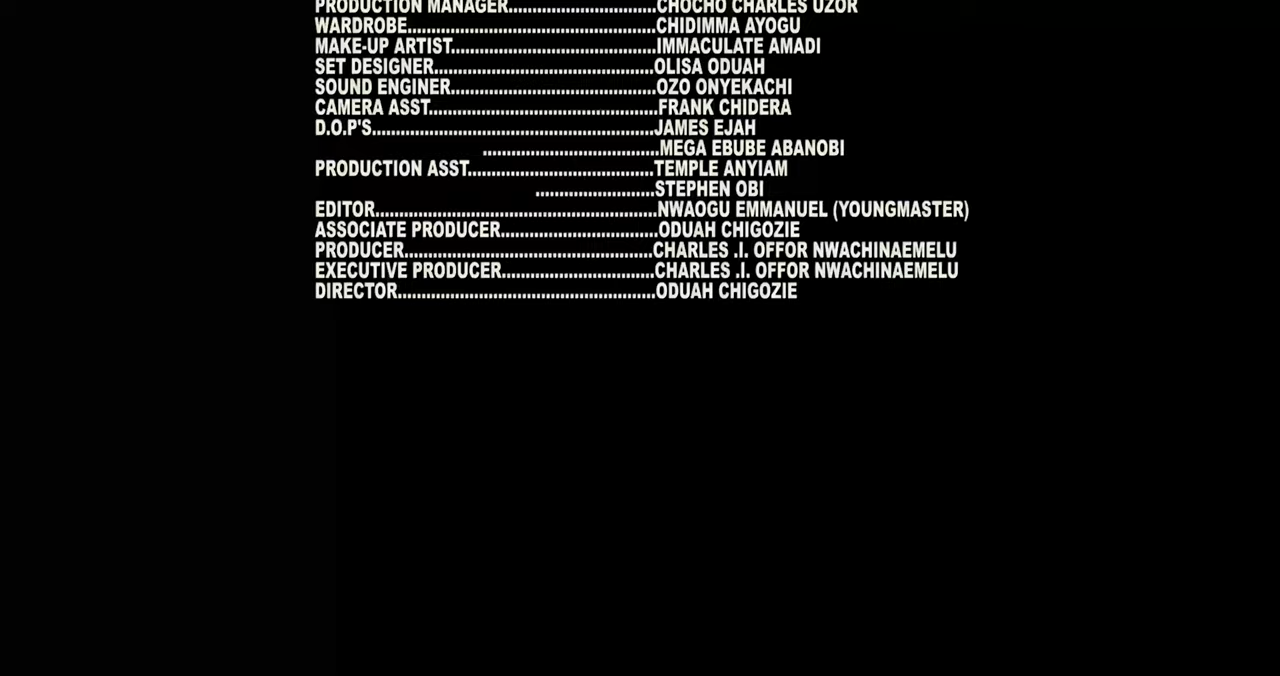 PRODUCTION MANAGER...............................CHOCHO CHARLES UZOR
WARDROBE....................................................CHIDIMMA AYOGU
MAKE-UP ARTIST...........................................IMMACULATE AMADI
SET DESIGNER..............................................OLISA ODUAH
SOUND ENGINER...........................................OZO ONYEKACHI
CAMERA ASST................................................FRANK CHIDERA
D.O.P'S...........................................................JAMES EJAH
.....................................MEGA EBUBE ABANOBI
PRODUCTION ASST.......................................TEMPLE ANYIAM
.........................STEPHEN OBI
EDITOR...........................................................NWAOGU EMMANUEL (YOUNGMASTER)
ASSOCIATE PRODUCER.................................ODUAH CHIGOZIE
PRODUCER....................................................CHARLES .I. OFFOR NWACHINAEMELU
EXECUTIVE PRODUCER................................CHARLES .I. OFFOR NWACHINAEMELU
DIRECTOR......................................................ODUAH CHIGOZIE